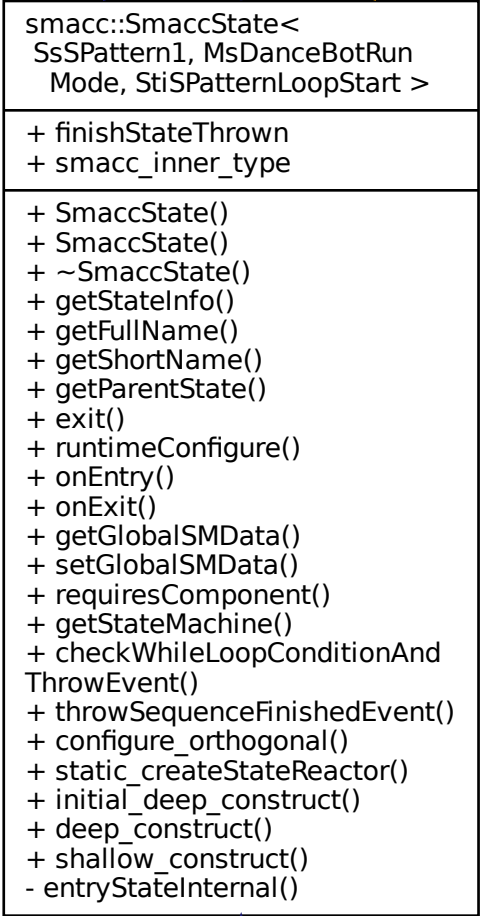 smacc::SmaccState<
SsSPattern1, MsDanceBotRun
Mode, StiSPatternLoopStart >
+ finishStateThrown
+ smacc_inner_type
+ SmaccState()
+ SmaccState()
+ ~SmaccState()
+ getStateInfo()
+ getFullName()
+ getShortName()
+ getParentState()
+ exit()
+ runtimeConfigure()
+ onEntry()
+ onExit()
+ getGlobalSMData()
+ setGlobalSMData()
+ requiresComponent()
+ getStateMachine()
+ checkWhileLoopConditionAnd
ThrowEvent()
+ throwSequenceFinishedEvent()
+ configure_orthogonal()
+ static_createStateReactor()
+ initial_deep_construct()
+ deep_construct()
+ shallow_construct()
- entryStateInternal()